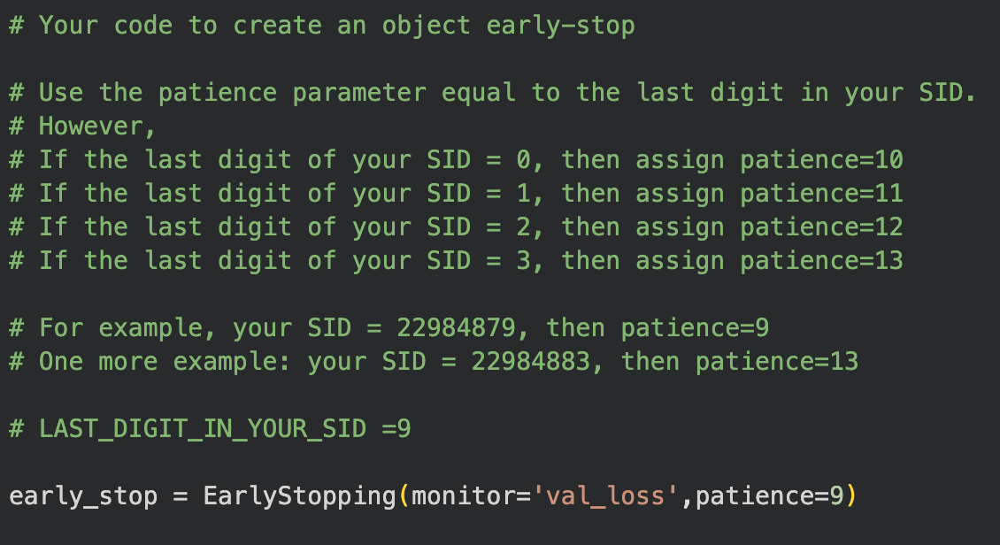 # Your code to create an object early-stop
# Use the patience parameter equal to the last digit in your SID.
# However,
# If the last digit of your SID = 0, then assign patience=10
# If the last digit of your SID = 1, then assign patience=11
# If the last digit of your SID = 2, then assign patience=12
# If the last digit of your SID = 3, then assign patience=13
# For example, your SID = 22984879, then patience=9
# One more example: your SID = 22984883, then patience=13
# LAST_DIGIT_IN_YOUR_SID =9
early_stop = EarlyStopping(monitor='val_loss',patience=9)